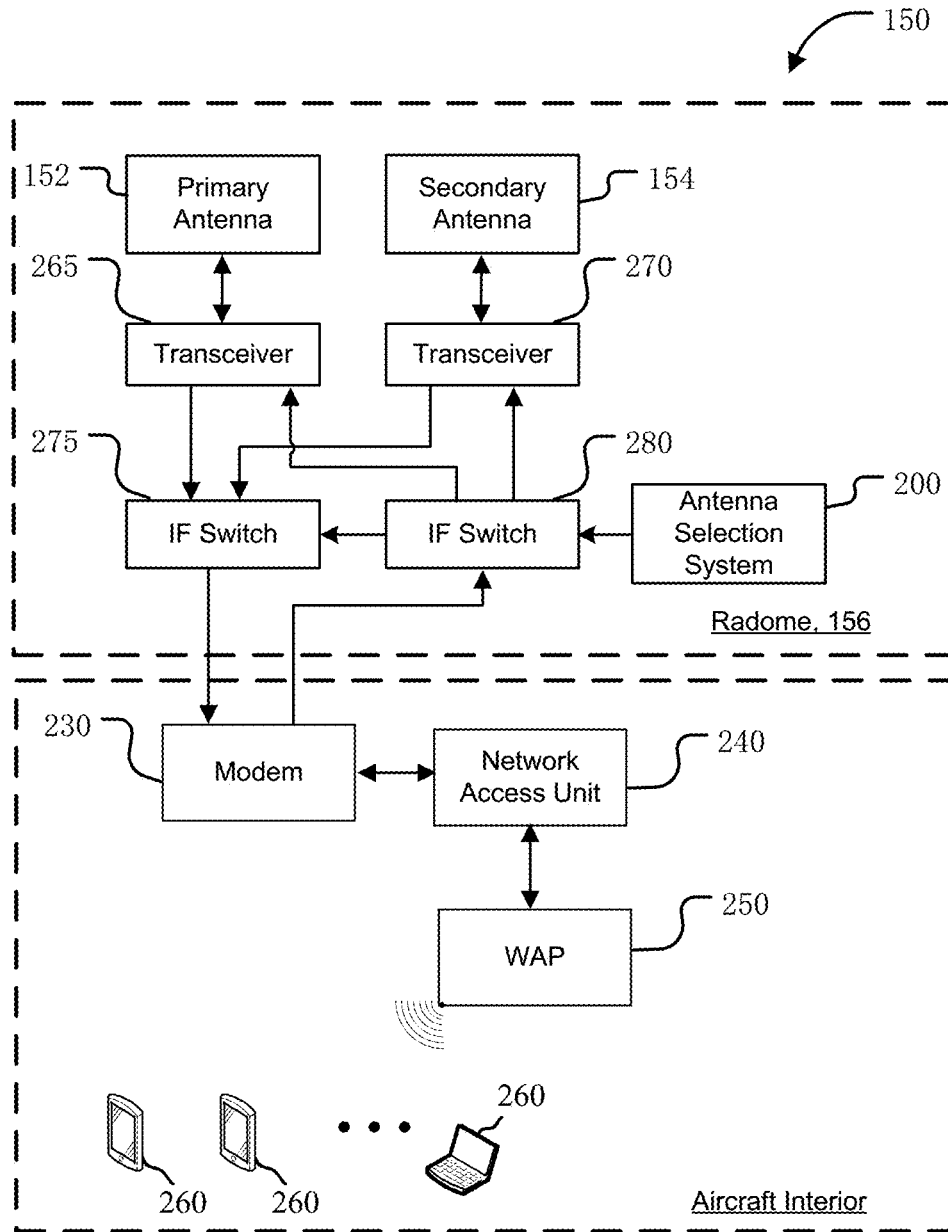 150
152
Primary
Antenna
Secondary
Antenna
154
265
270
Transceiver
Transceiver
275
280
200
IF Switch
IF Switch
Antenna
Selection
System
Radome, 156
230
Modem
Network
Access Unit
240
WAP
250
260
260
260
Aircraft Interior